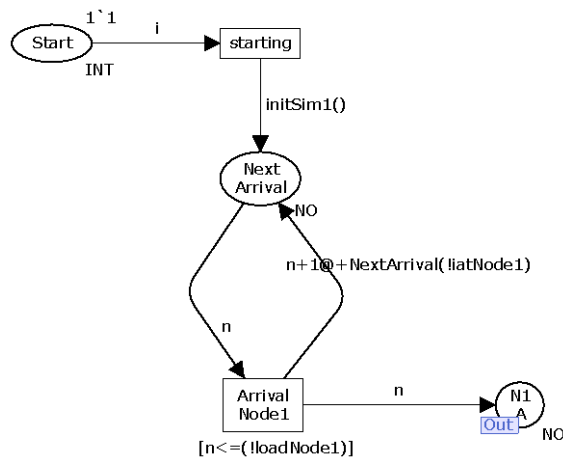 1`1
Start
i
starting
INT
initSim1()
Next
Arrival
NO
n+1@+NextArrival(!iatNode1)
n
Arrival
Node1
n
N1
A
Out
NO
[n<=(!loadNode1)]